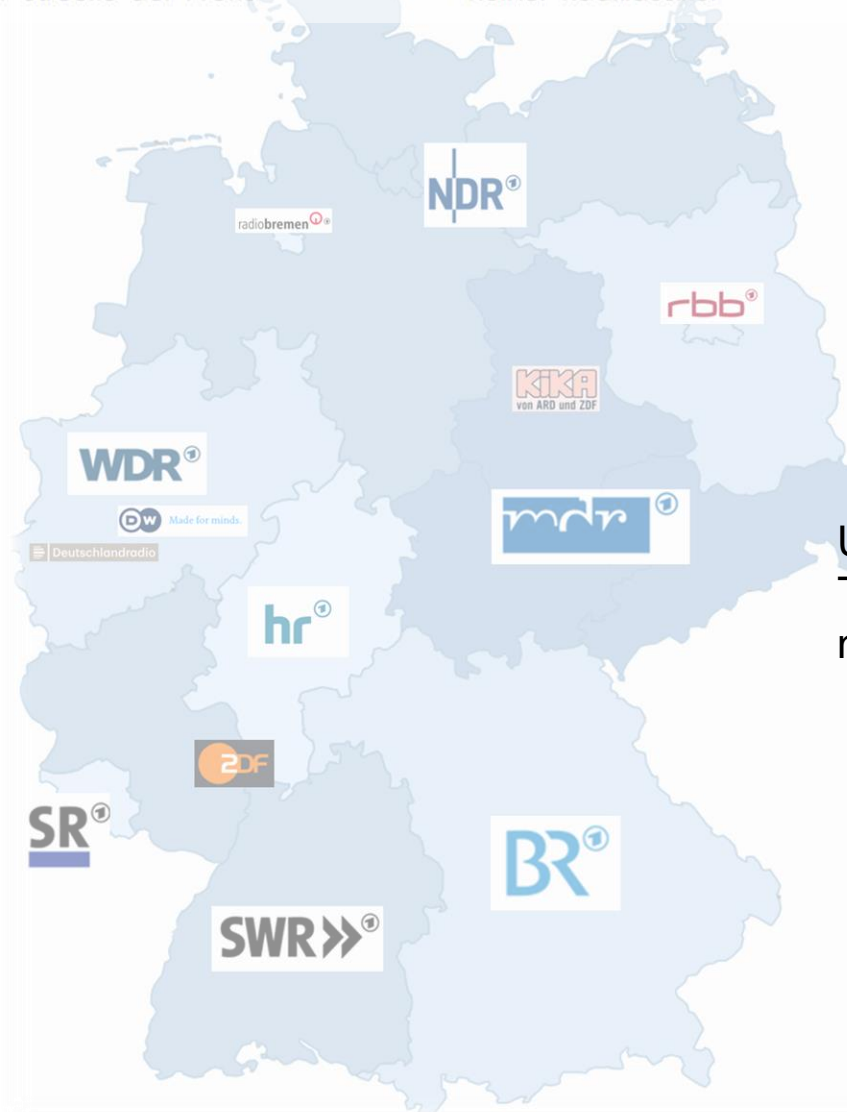 NDR
radiobremen
rbb
KiKA
von ARD und ZDF
WDR
mdr
DW Made for minds.
Deutschlandradio
hr
ZDF
SR
BR
SWR